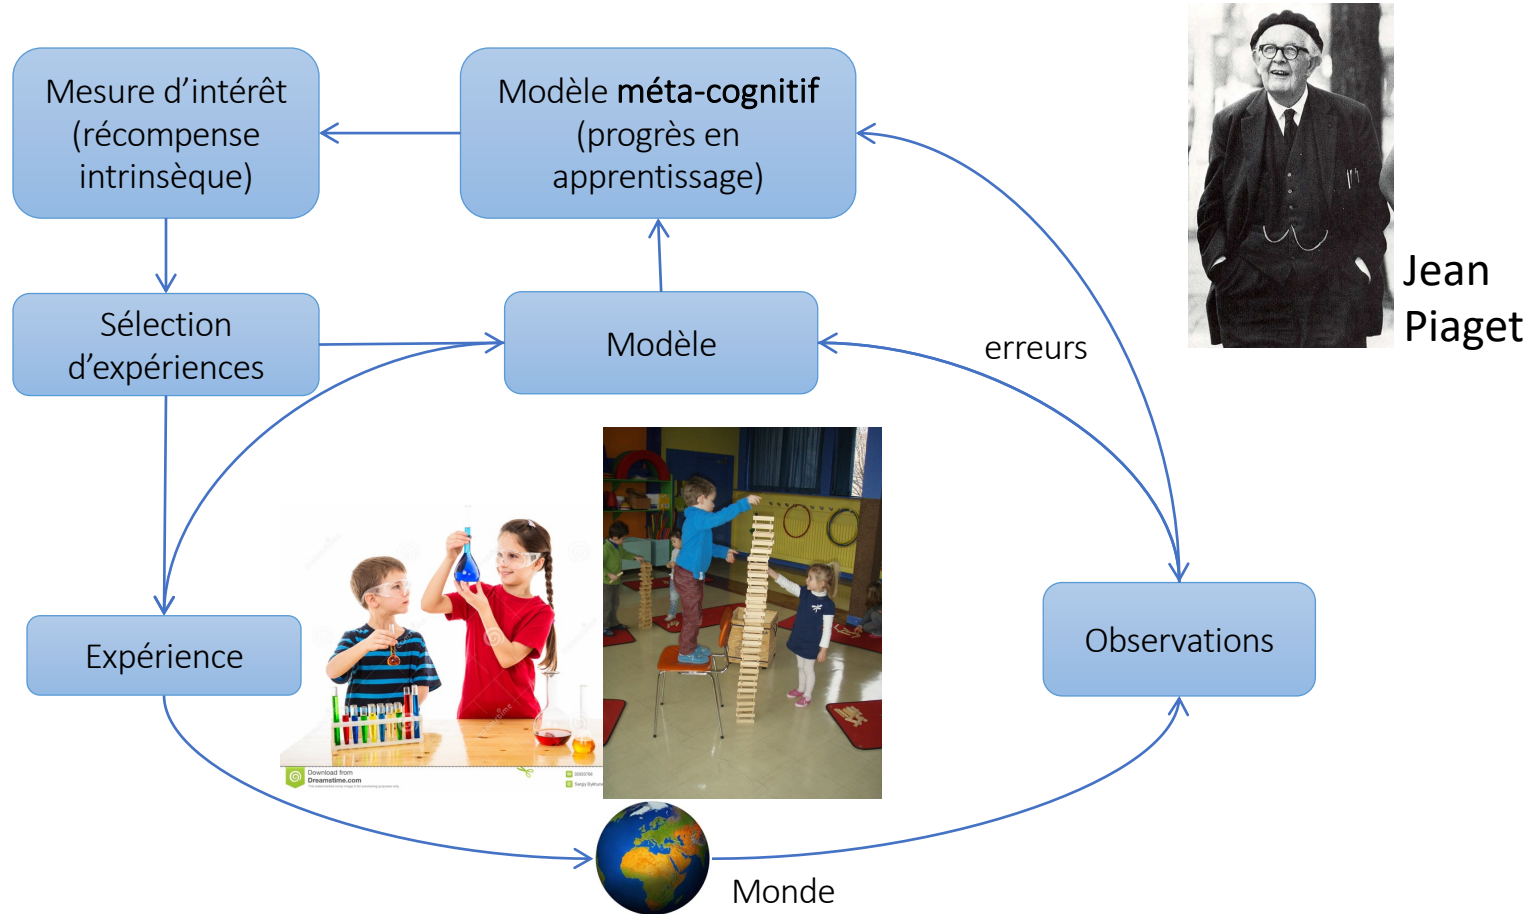 Mesure d’intérêt
(récompense
intrinsèque)
Modèle méta-cognitif
(progrès en
apprentissage)
Jean
Piaget
Sélection
d’expériences
Modèle
erreurs
Expérience
Observations
Download from
Dreamstime.com
Monde